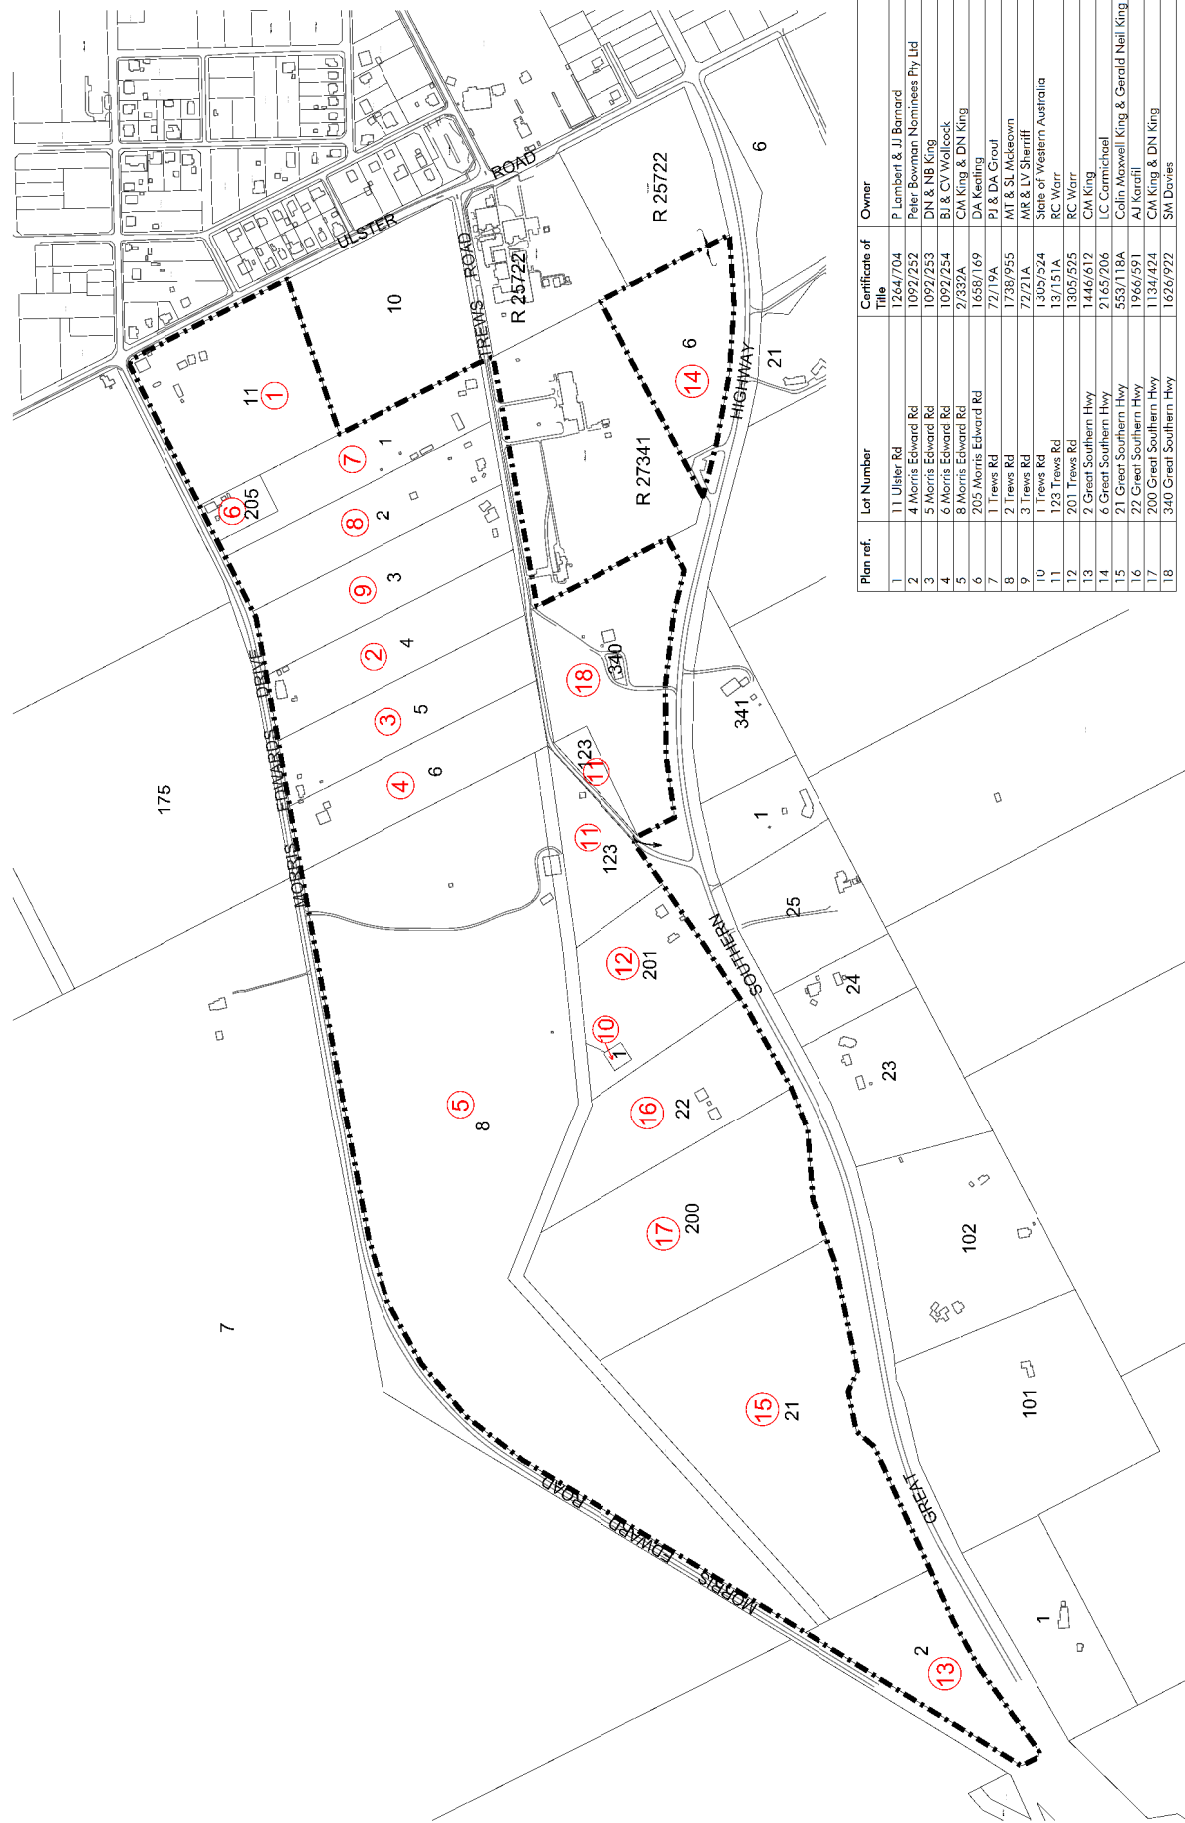 ULSTER
ROAD
TREWS ROAD
MORRIS EDWARDS DRIVE
MORRIS EDWARD ROAD
GREAT
SOUTHERN
HIGHWAY
R 25722
R 25722
R 27341
10
6
6
14
21
11
1
7
1
6
205
8
2
9
3
2
4
3
5
4
6
175
18
340
341
11
123
11
123
1
25
24
23
12
201
10
1
16
22
5
8
17
200
102
101
7
15
21
2
13
1
Plan ref. Lot Number Certificate of Title Owner
1 11 Ulster Rd 1264/704 P Lambert & JJ Barnard
2 4 Morris Edward Rd 1092/252 Peter Bowman Nominees Pty Ltd
3 5 Morris Edward Rd 1092/253 DN & NB King
4 6 Morris Edward Rd 1092/254 BJ & CV Wollcock
5 8 Morris Edward Rd 2/332A CM King & DN King
6 205 Morris Edward Rd 1658/169 DA Keating
7 1 Trews Rd 72/19A PJ & DA Grout
8 2 Trews Rd 1738/955 MT & SL Mckeown
9 3 Trews Rd 72/21A MR & LV Sherriff
10 1 Trews Rd 1305/524 State of Western Australia
11 123 Trews Rd 13/151A RC Warr
12 201 Trews Rd 1305/525 RC Warr
13 2 Great Southern Hwy 1446/612 CM King
14 6 Great Southern Hwy 2165/206 LC Carmichael
15 21 Great Southern Hwy 553/118A Colin Maxwell King & Gerald Neil King
16 22 Great Southern Hwy 1966/591 AJ Karafil
17 200 Great Southern Hwy 1134/424 CM King & DN King
18 340 Great Southern Hwy 1626/922 SM Davies